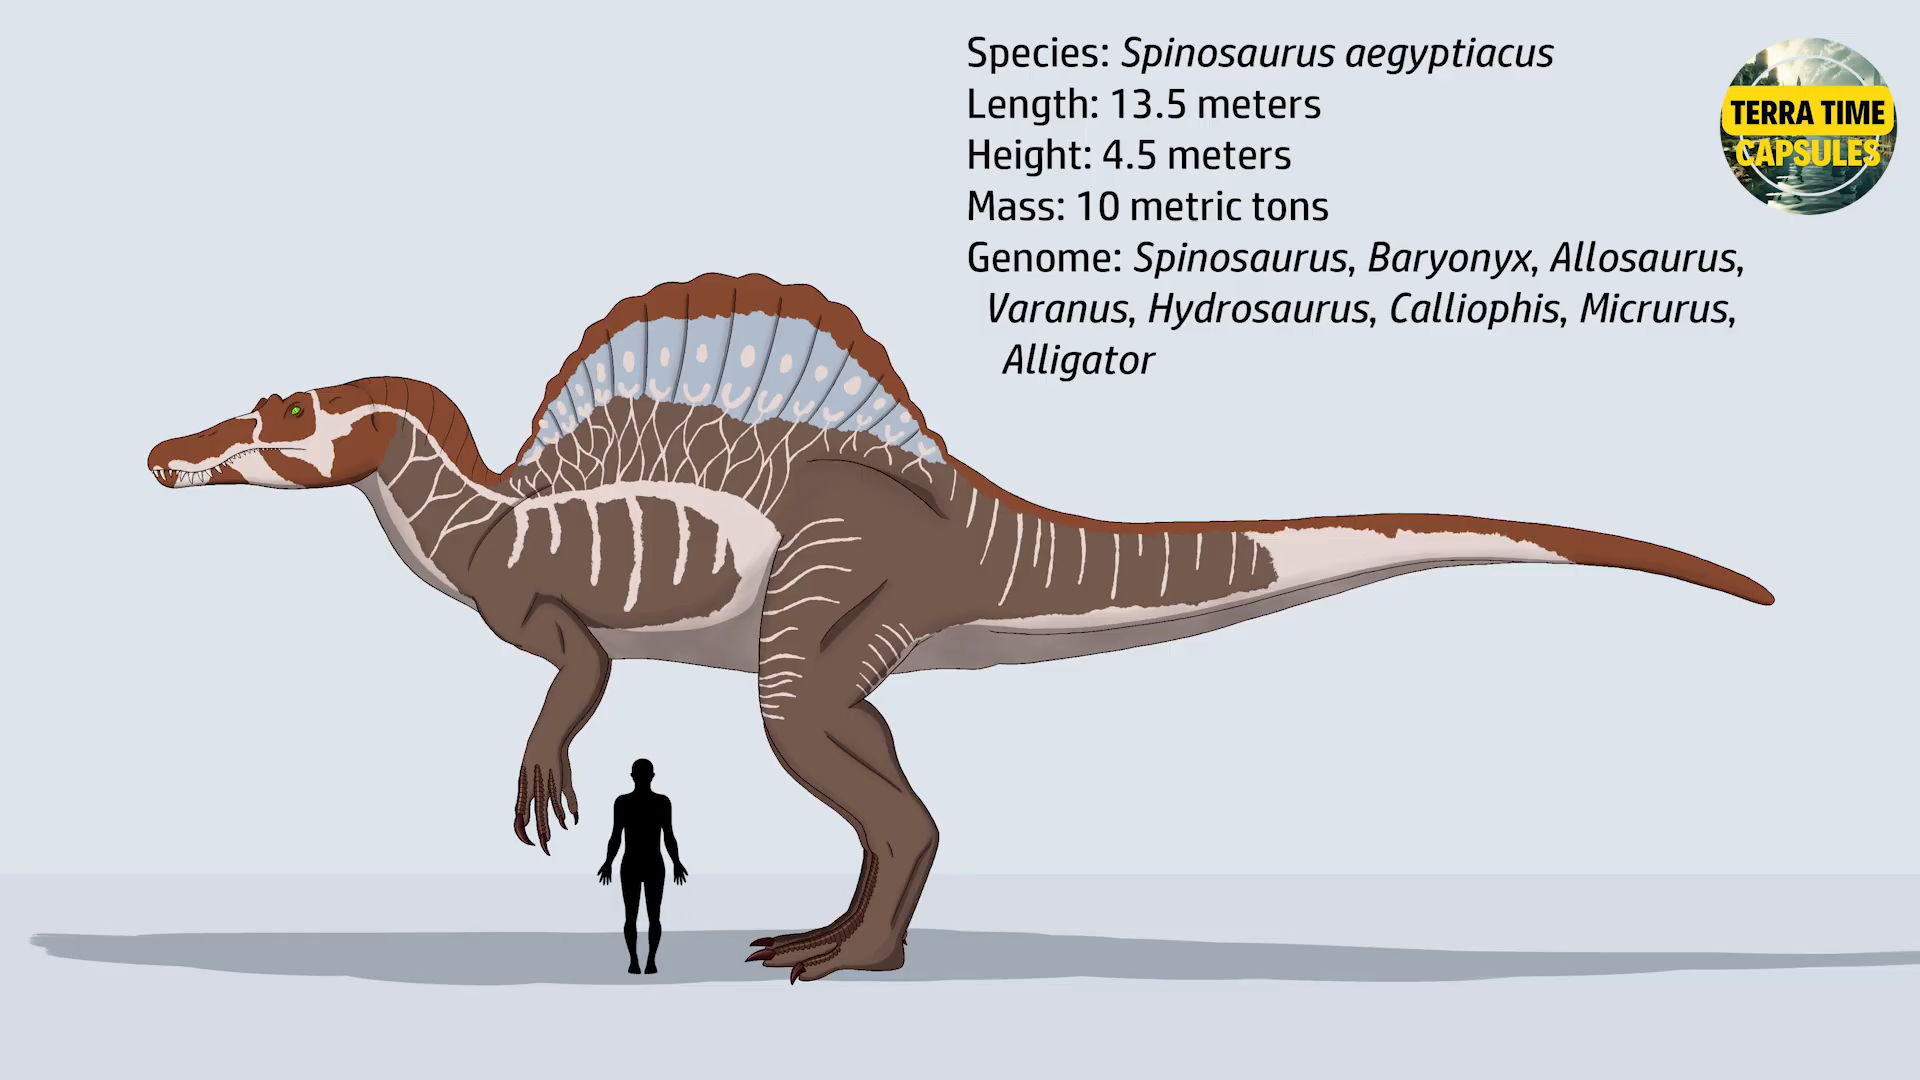 Species: Spinosaurus aegyptiacus
Length: 13.5 meters
Height: 4.5 meters
Mass: 10 metric tons
Genome: Spinosaurus, Baryonyx, Allosaurus,
Varanus, Hydrosaurus, Calliophis, Micrurus,
Alligator
TERRA TIME
CAPSULES